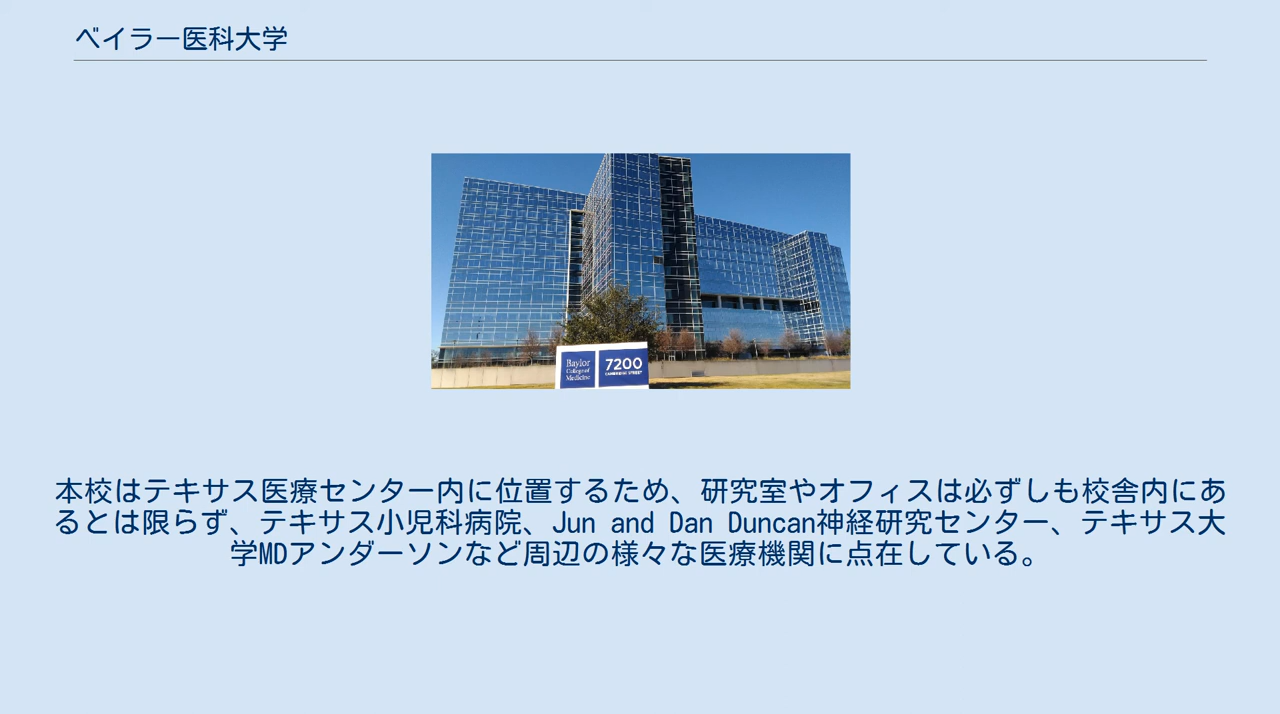 ベイラー医科大学
Baylor
College of
Medicine
7200
CAMBRIDGE STREET
本校はテキサス医療センター内に位置するため、研究室やオフィスは必ずしも校舎内にあ
るとは限らず、テキサス小児科病院、Jun and Dan Duncan神経研究センター、テキサス大
学MDアンダーソンなど周辺の様々な医療機関に点在している。